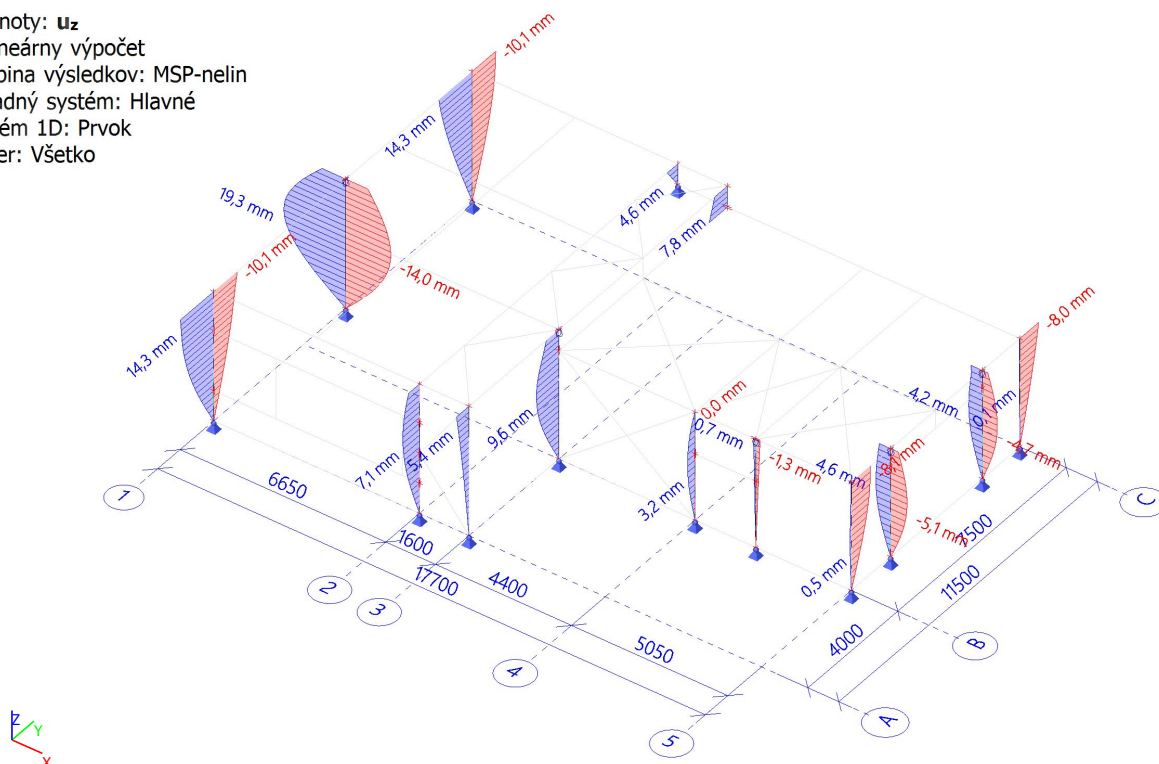 noty: uz
neárny výpočet
pina výsledkov: MSP-nelin
adný systém: Hlavné
ém 1D: Prvok
er: Všetko
-10,1 mm
14,3 mm
19,3 mm
-10,1 mm
-14,0 mm
14,3 mm
4,6 mm
7,8 mm
-8,0 mm
4,2 mm
0,1 mm
-4,7 mm
0,0 mm
0,7 mm
9,6 mm
5,4 mm
7,1 mm
-1,3 mm
4,6 mm
3,2 mm
-5,1 mm
0,5 mm
6650
1600
17700
4400
5050
4000
7500
11500
1
2
3
4
5
A
B
C
Z
Y
X